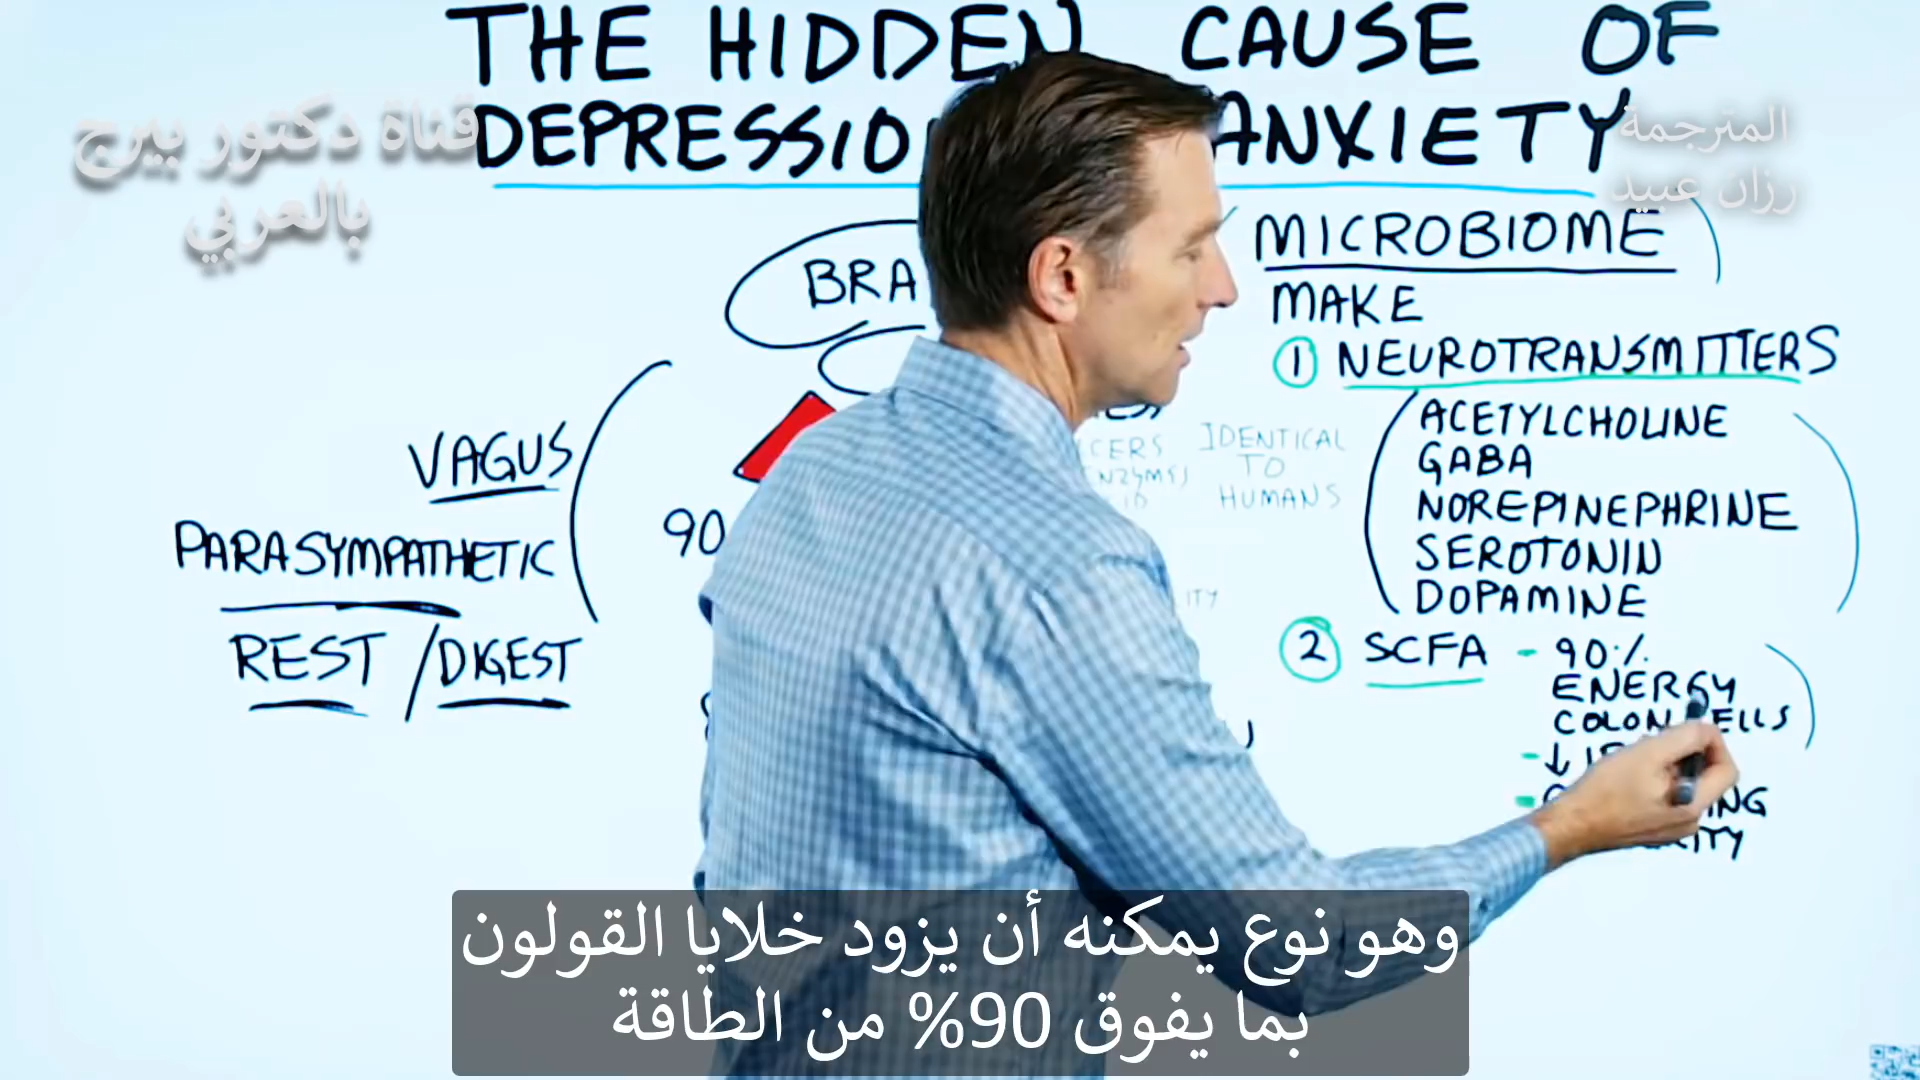 THE HIDDEN CAUSE OF
DEPRESSIO ANXIETY
قناة دكتور بيرج
بالعربي
المترجمة
رزان عبيد
BRA
VAGUS
PARASYMPATHETIC
REST / DIGEST
90
MICROBIOME
MAKE
1 NEUROTRANSMITTERS
ACETYLCHOLINE
GABA
NOREPINEPHRINE
SEROTONIN
DOPAMINE
IDENTICAL
TO
HUMANS
2 SCFA - 90%
ENERGY
COLON ELLS
وهو نوع يمكنه أن يزود خلايا القولون
بما يفوق 90% من الطاقة